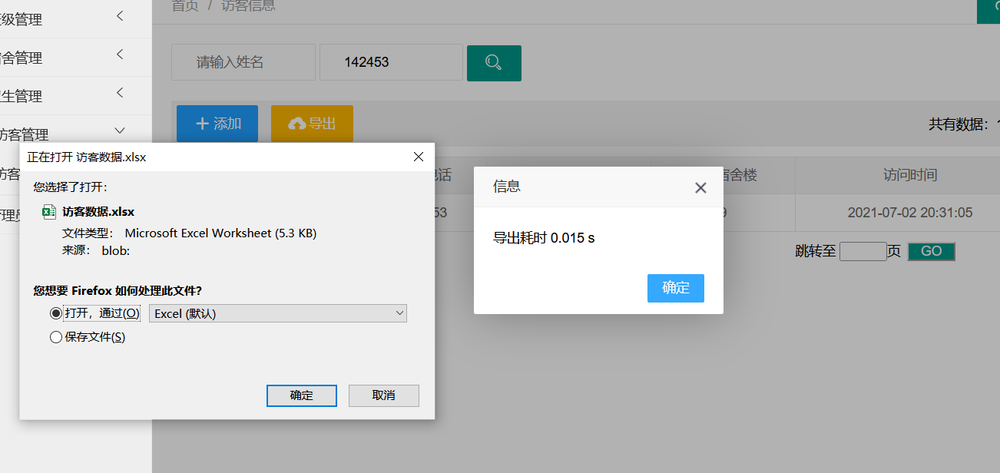 首页 / 访客信息
级管理
舍管理
生管理
访客管理
访客
管理员
请输入姓名
142453
添加
导出
共有数据：
电话
宿舍楼
访问时间
53
9
2021-07-02 20:31:05
跳转至
页
GO
正在打开 访客数据.xlsx
您选择了打开:
访客数据.xlsx
文件类型： Microsoft Excel Worksheet (5.3 KB)
来源： blob:
您想要 Firefox 如何处理此文件?
打开，通过(O)
Excel (默认)
保存文件(S)
确定
取消
信息
导出耗时 0.015 s
确定